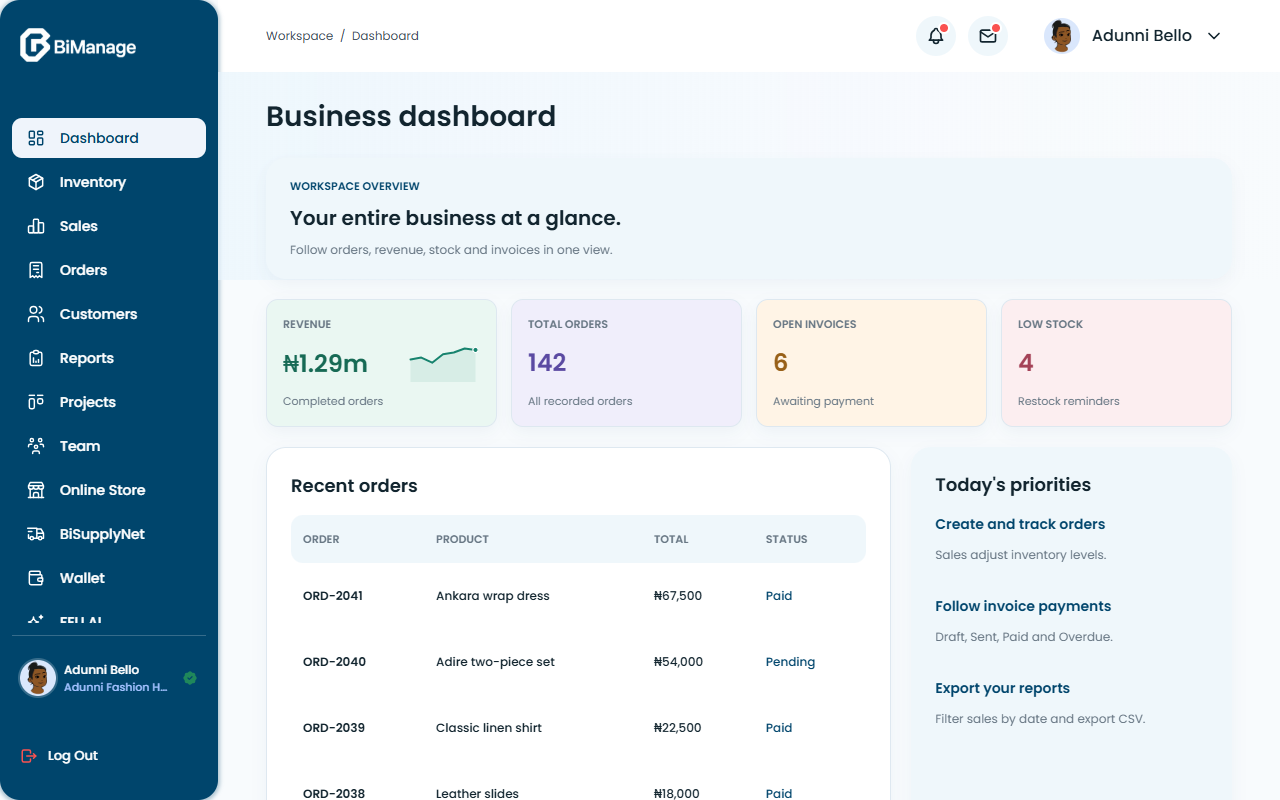 BiManage
Dashboard
Inventory
Sales
Orders
Customers
Reports
Projects
Team
Online Store
BiSupplyNet
Wallet
Adunni Bello
Adunni Fashion H...
Log Out
Workspace / Dashboard
Adunni Bello
Business dashboard
WORKSPACE OVERVIEW
Your entire business at a glance.
Follow orders, revenue, stock and invoices in one view.
REVENUE
₦1.29m
Completed orders
TOTAL ORDERS
142
All recorded orders
OPEN INVOICES
6
Awaiting payment
LOW STOCK
4
Restock reminders
Recent orders
ORDER PRODUCT TOTAL STATUS
ORD-2041 Ankara wrap dress ₦67,500 Paid
ORD-2040 Adire two-piece set ₦54,000 Pending
ORD-2039 Classic linen shirt ₦22,500 Paid
ORD-2038 Leather slides ₦18,000 Paid
Today's priorities
Create and track orders
Sales adjust inventory levels.
Follow invoice payments
Draft, Sent, Paid and Overdue.
Export your reports
Filter sales by date and export CSV.